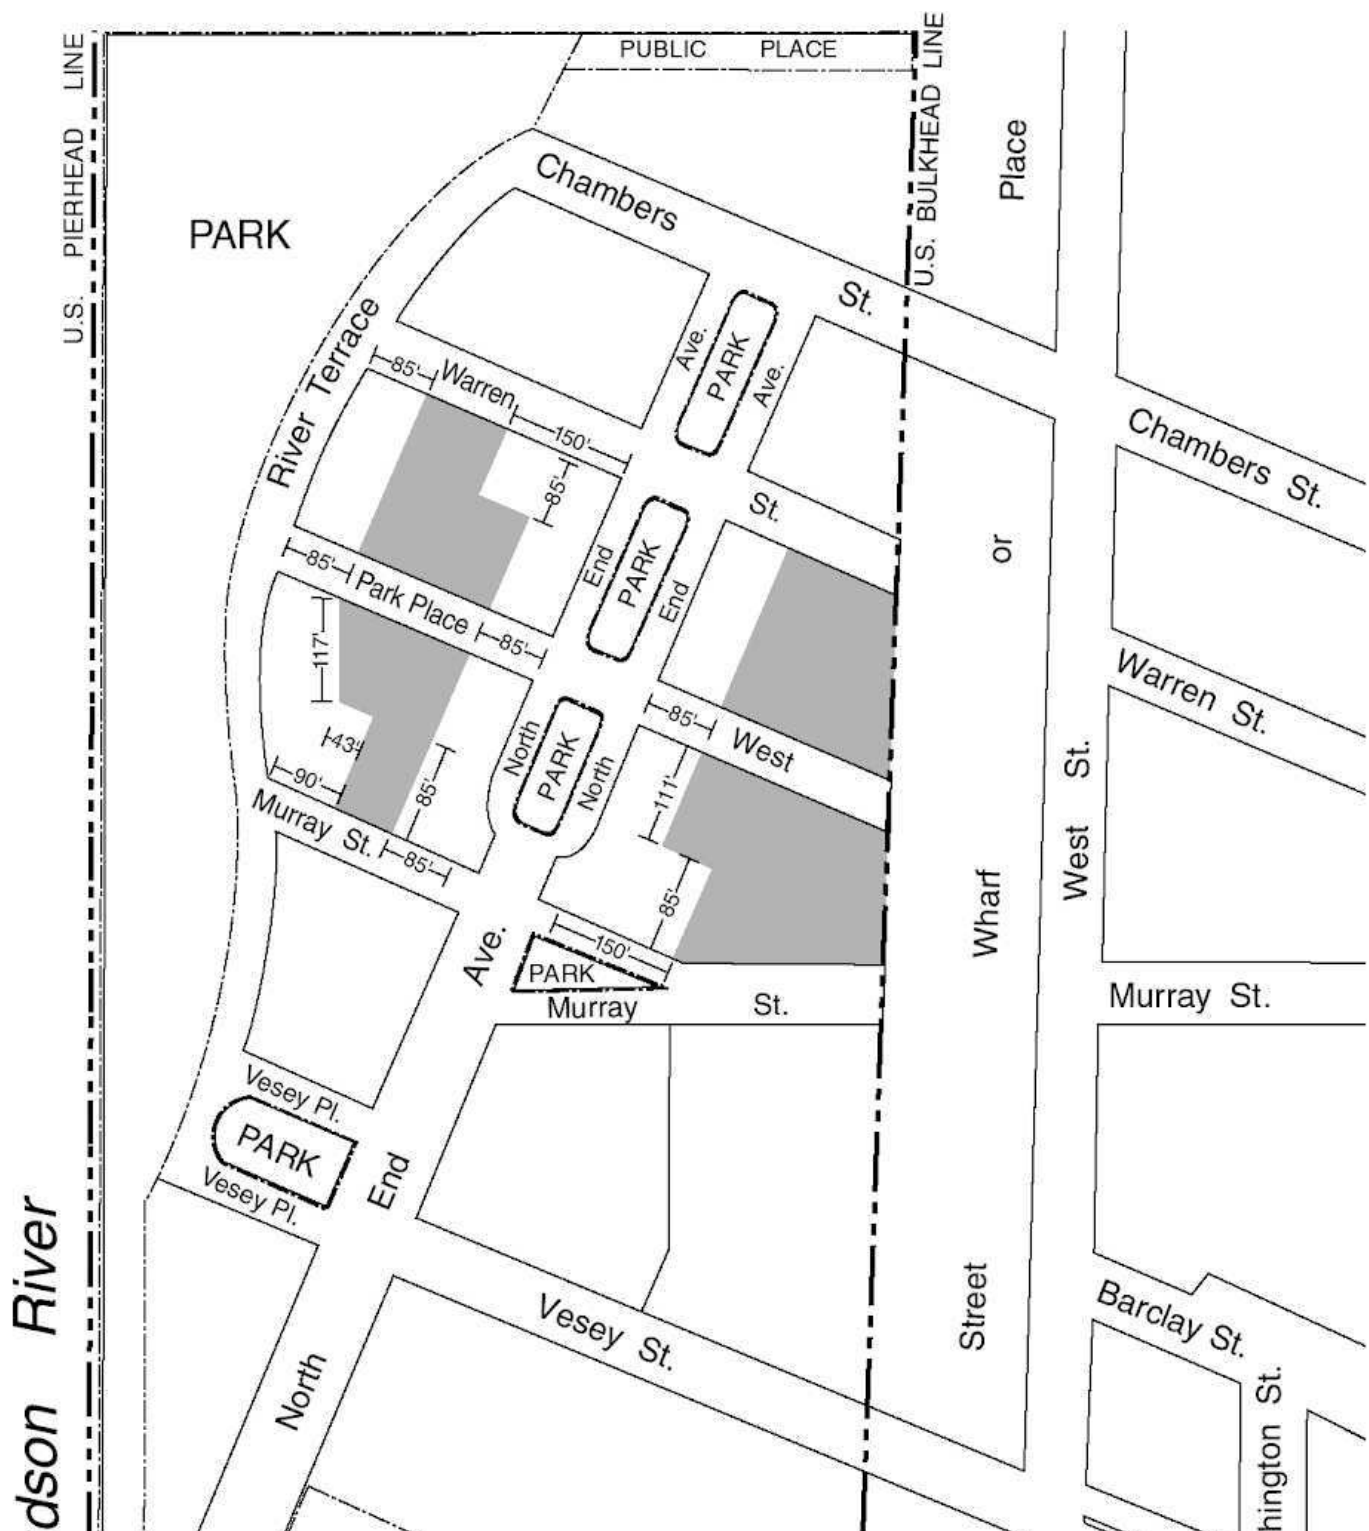 U.S. PIERHEAD LINE
PUBLIC PLACE
U.S. BULKHEAD LINE
Place
Chambers
St.
PARK
River Terrace
Ave.
PARK
Ave.
85'
Warren
150'
85'
St.
Chambers St.
or
End
PARK
End
85'
Park Place
85'
117'
43'
90'
85'
North
PARK
North
85'
West
111'
Warren St.
West St.
Murray St.
85'
85'
150'
Wharf
Ave.
PARK
Murray St.
Murray St.
Vesey Pl.
PARK
Vesey Pl.
End
Hudson River
Vesey St.
Street
Barclay St.
North
hington St.